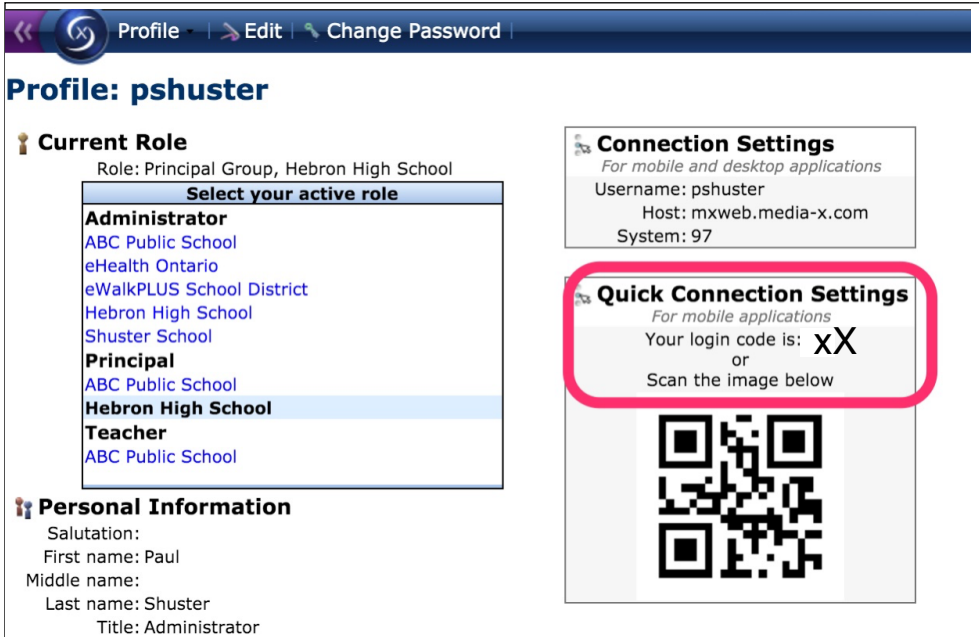 Profile Edit Change Password
Profile: pshuster
Current Role
Role: Principal Group, Hebron High School
Select your active role
Administrator
ABC Public School
eHealth Ontario
eWalkPLUS School District
Hebron High School
Shuster School
Principal
ABC Public School
Hebron High School
Teacher
ABC Public School
Personal Information
Salutation:
First name: Paul
Middle name:
Last name: Shuster
Title: Administrator
Connection Settings
For mobile and desktop applications
Username: pshuster
Host: mxweb.media-x.com
System: 97
Quick Connection Settings
For mobile applications
Your login code is: xX
or
Scan the image below